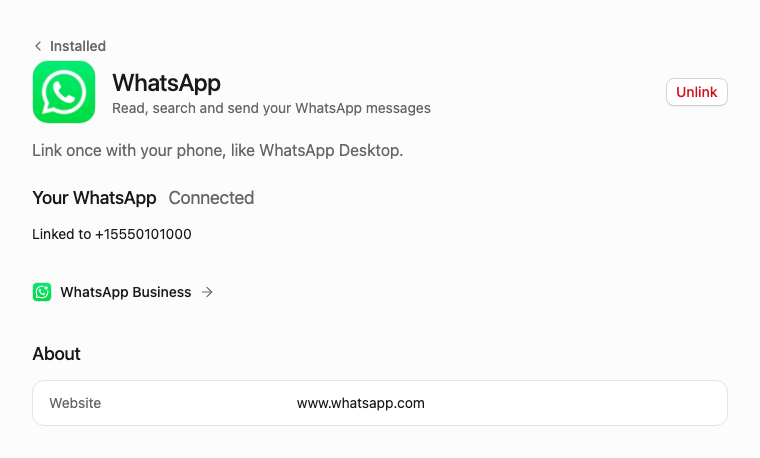 Installed
WhatsApp
Read, search and send your WhatsApp messages
Unlink
Link once with your phone, like WhatsApp Desktop.
Your WhatsApp Connected
Linked to +15550101000
WhatsApp Business
About
Website www.whatsapp.com